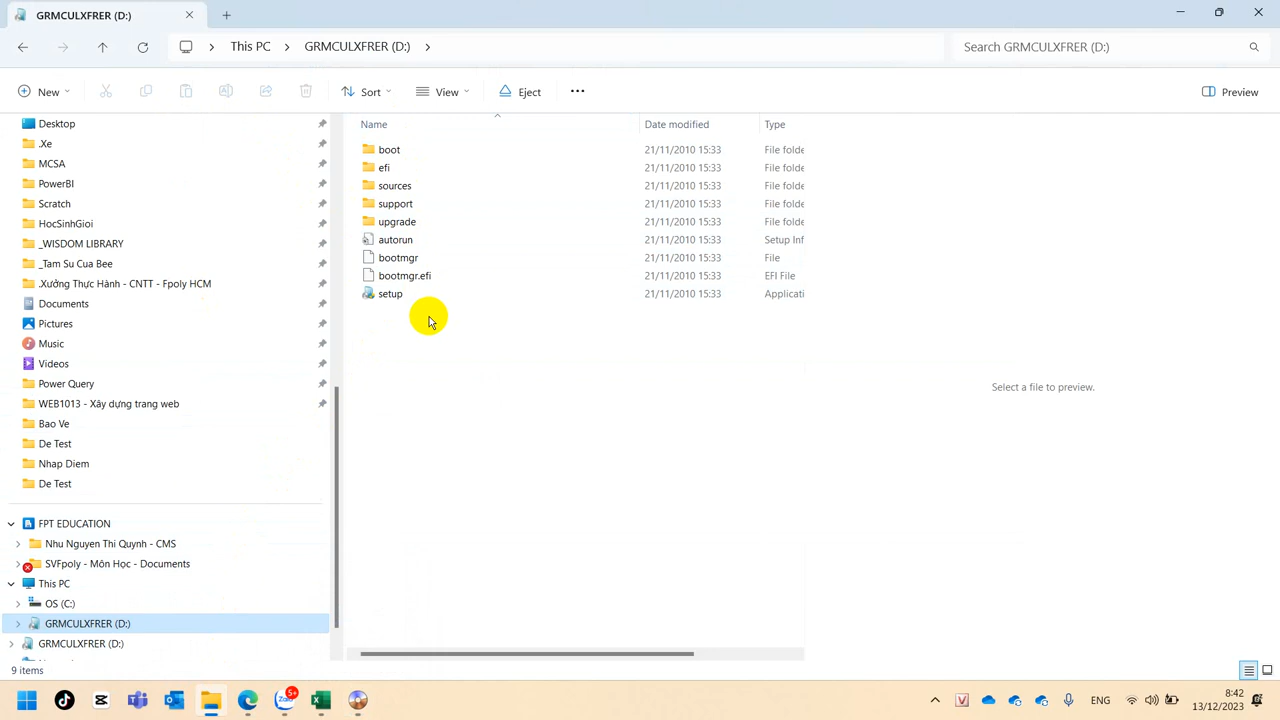 GRMCULXFRER (D:)
This PC
GRMCULXFRER (D:)
Search GRMCULXFRER (D:)
New
Sort
View
Eject
Preview
Desktop
.Xe
MCSA
PowerBI
Scratch
HocSinhGioi
_WISDOM LIBRARY
_Tam Su Cua Bee
.Xưởng Thực Hành - CNTT - Fpoly HCM
Documents
Pictures
Music
Videos
Power Query
WEB1013 - Xây dựng trang web
Bao Ve
De Test
Nhap Diem
De Test
FPT EDUCATION
Nhu Nguyen Thi Quynh - CMS
SVFpoly - Môn Học - Documents
This PC
OS (C:)
GRMCULXFRER (D:)
GRMCULXFRER (D:)
Name Date modified Type
boot 21/11/2010 15:33 File folde
efi 21/11/2010 15:33 File folde
sources 21/11/2010 15:33 File folde
support 21/11/2010 15:33 File folde
upgrade 21/11/2010 15:33 File folde
autorun 21/11/2010 15:33 Setup Inf
bootmgr 21/11/2010 15:33 File
bootmgr.efi 21/11/2010 15:33 EFI File
setup 21/11/2010 15:33 Applicati
Select a file to preview.
9 items
Zalo
5+
ENG
8:42
13/12/2023